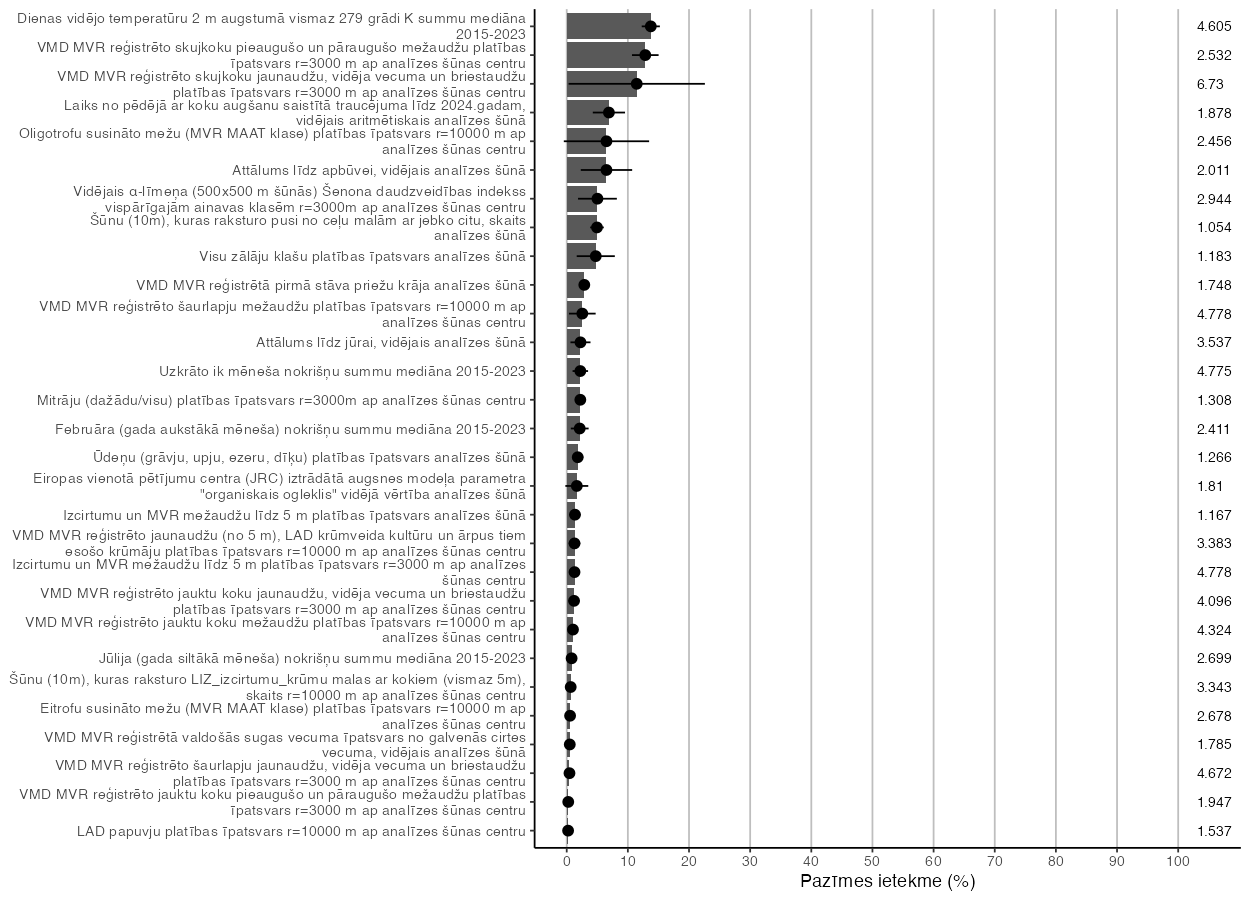 Dienas vidējo temperatūru 2 m augstumā vismaz 279 grādi K summu mediāna
2015-2023
4.605
VMD MVR reģistrēto skujkoku pieaugušo un pāraugušo mežaudžu platības
īpatsvars r=3000 m ap analīzes šūnas centru
2.532
VMD MVR reģistrēto skujkoku jaunaudžu, vidēja vecuma un briestaudžu
platības īpatsvars r=3000 m ap analīzes šūnas centru
6.73
Laiks no pēdējā ar koku augšanu saistītā traucējuma līdz 2024.gadam,
vidējais aritmētiskais analīzes šūnā
1.878
Oligotrofu susināto mežu (MVR MAAT klase) platības īpatsvars r=10000 m ap
analīzes šūnas centru
2.456
Attālums līdz apbūvei, vidējais analīzes šūnā
2.011
Vidējais α-līmeņa (500x500 m šūnās) Šenona daudzveidības indekss
vispārīgajām ainavas klasēm r=3000m ap analīzes šūnas centru
2.944
Šūnu (10m), kuras raksturo pusi no ceļu malām ar jebko citu, skaits
analīzes šūnā
1.054
Visu zālāju klašu platības īpatsvars analīzes šūnā
1.183
VMD MVR reģistrētā pirmā stāva priežu krāja analīzes šūnā
1.748
VMD MVR reģistrēto šaurlapju mežaudžu platības īpatsvars r=10000 m ap
analīzes šūnas centru
4.778
Attālums līdz jūrai, vidējais analīzes šūnā
3.537
Uzkrāto ik mēneša nokrišņu summu mediāna 2015-2023
4.775
Mitrāju (dažādu/visu) platības īpatsvars r=3000m ap analīzes šūnas centru
1.308
Februāra (gada aukstākā mēneša) nokrišņu summu mediāna 2015-2023
2.411
Ūdeņu (grāvju, upju, ezeru, dīķu) platības īpatsvars analīzes šūnā
1.266
Eiropas vienotā pētījumu centra (JRC) iztrādātā augsnes modeļa parametra
"organiskais ogleklis" vidējā vērtība analīzes šūnā
1.81
Izcirtumu un MVR mežaudžu līdz 5 m platības īpatsvars analīzes šūnā
1.167
VMD MVR reģistrēto jaunaudžu (no 5 m), LAD krūmveida kultūru un ārpus tiem
esošo krūmāju platības īpatsvars r=10000 m ap analīzes šūnas centru
3.383
Izcirtumu un MVR mežaudžu līdz 5 m platības īpatsvars r=3000 m ap analīzes
šūnas centru
4.778
VMD MVR reģistrēto jauktu koku jaunaudžu, vidēja vecuma un briestaudžu
platības īpatsvars r=3000 m ap analīzes šūnas centru
4.096
VMD MVR reģistrēto jauktu koku mežaudžu platības īpatsvars r=10000 m ap
analīzes šūnas centru
4.324
Jūlija (gada siltākā mēneša) nokrišņu summu mediāna 2015-2023
2.699
Šūnu (10m), kuras raksturo LIZ_izcirtumu_krūmu malas ar kokiem (vismaz 5m),
skaits r=10000 m ap analīzes šūnas centru
3.343
Eitrofu susināto mežu (MVR MAAT klase) platības īpatsvars r=10000 m ap
analīzes šūnas centru
2.678
VMD MVR reģistrētā valdošās sugas vecuma īpatsvars no galvenās cirtes
vecuma, vidējais analīzes šūnā
1.785
VMD MVR reģistrēto šaurlapju jaunaudžu, vidēja vecuma un briestaudžu
platības īpatsvars r=3000 m ap analīzes šūnas centru
4.672
VMD MVR reģistrēto jauktu koku pieaugušo un pāraugušo mežaudžu platības
īpatsvars r=3000 m ap analīzes šūnas centru
1.947
LAD papuvju platības īpatsvars r=10000 m ap analīzes šūnas centru
1.537
0 10 20 30 40 50 60 70 80 90 100
Pazīmes ietekme (%)